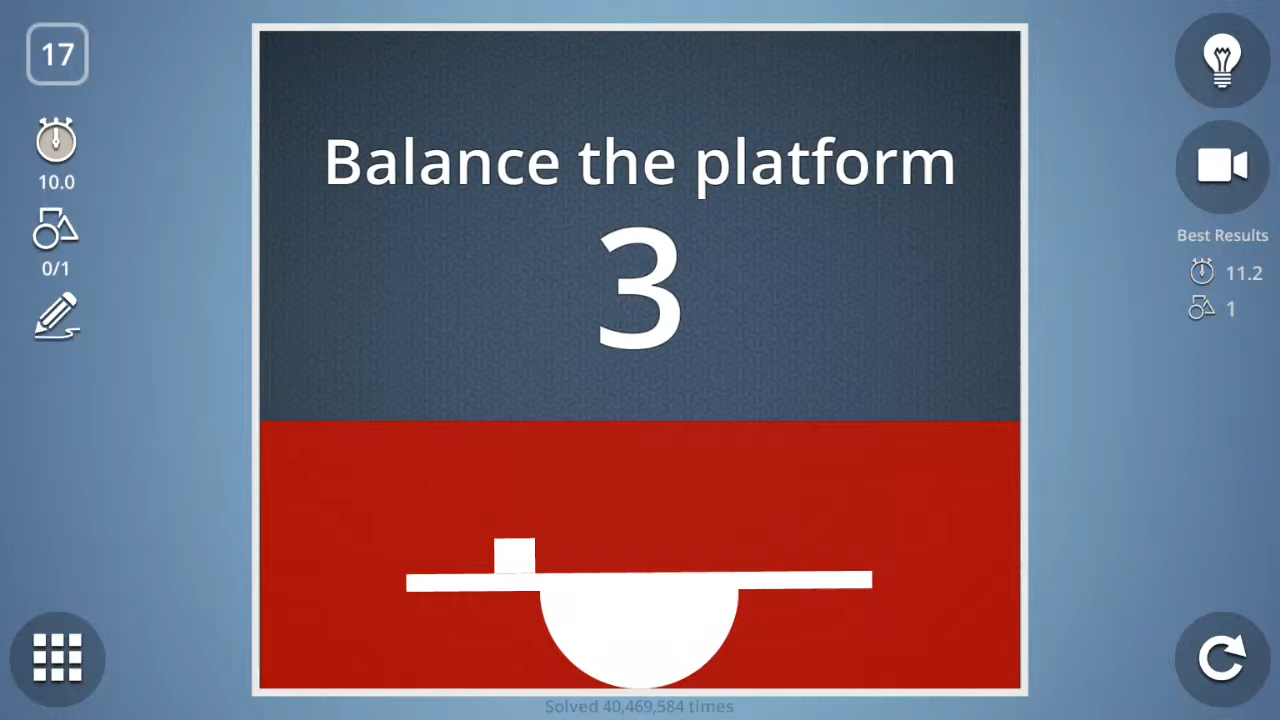 17
Balance the platform
10.0
3
Best Results
0/1
11.2
1
Solved 40,469,584 times